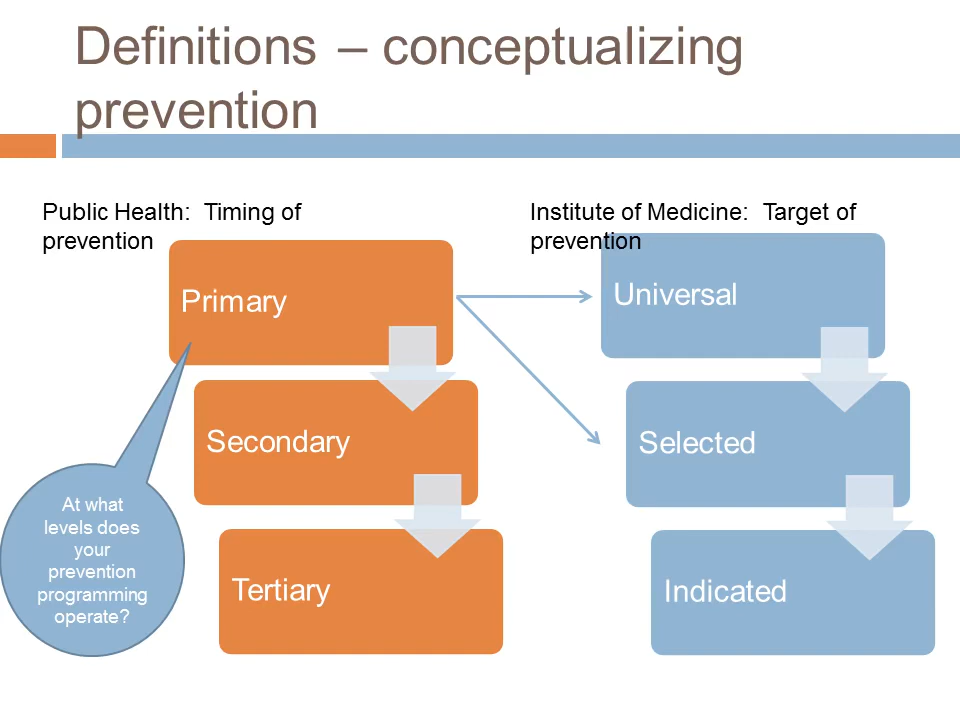 Definitions – conceptualizing
prevention
Public Health:  Timing of
prevention
Primary
Secondary
Tertiary
At what
levels does
your
prevention
programming
operate?
Institute of Medicine:  Target of
prevention
Universal
Selected
Indicated